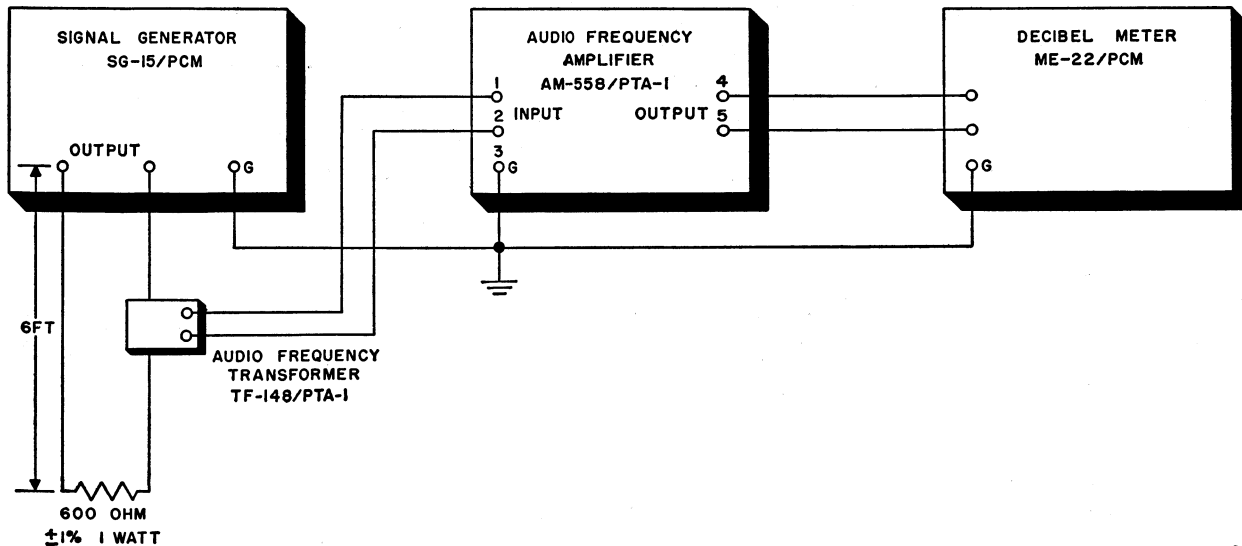 SIGNAL GENERATOR
SG-15/PCM
OUTPUT
G
6FT
600 OHM
±1% 1 WATT
AUDIO FREQUENCY
TRANSFORMER
TF-148/PTA-1
AUDIO FREQUENCY
AMPLIFIER
AM-558/PTA-1
1
2
INPUT
3
G
4
OUTPUT
5
DECIBEL METER
ME-22/PCM
G